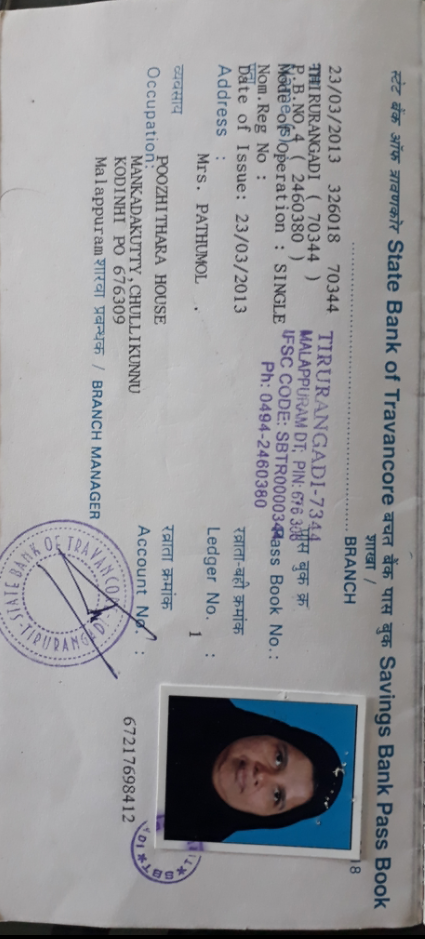 स्टेट बैंक ऑफ त्रावणकोर State Bank of Travancore बचत बैंक पास बुक Savings Bank Pass Book
शाखा /
BRANCH
23/03/2013 326018 70344
THIRURANGADI ( 70344 )
P.B.NO.4 ( 2460380 )
Mode of Operation : SINGLE
Nom.Reg No :
Date of Issue: 23/03/2013
TIRURANGADI-7344
MALAPPURAM DT, PIN: 676 306
IFSC CODE: SBTR0000344
Ph: 0494-2460380
पास बुक क्र.
Pass Book No.:
खाता-बही क्रमांक
Ledger No. 1 :
Address :
Mrs. PATHUMOL .
व्यवसाय
Occupation:
POOZHITHARA HOUSE
MANKADAKUTTY,CHULLIKUNNU
KODINHI PO 676309
Malappuram
खाता क्रमांक
Account No. :
67217698412
शाखा प्रबन्धक / BRANCH MANAGER
STATE BANK OF TRAVANCORE